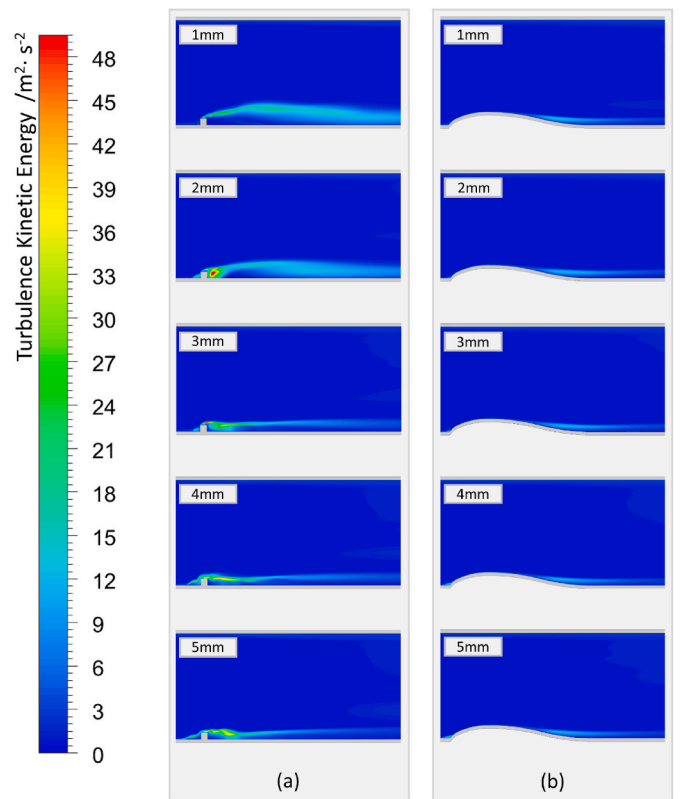 Turbulence Kinetic Energy /m²· s⁻²
48
45
42
39
36
33
30
27
24
21
18
15
12
9
6
3
0
1mm
2mm
3mm
4mm
5mm
(a)
1mm
2mm
3mm
4mm
5mm
(b)